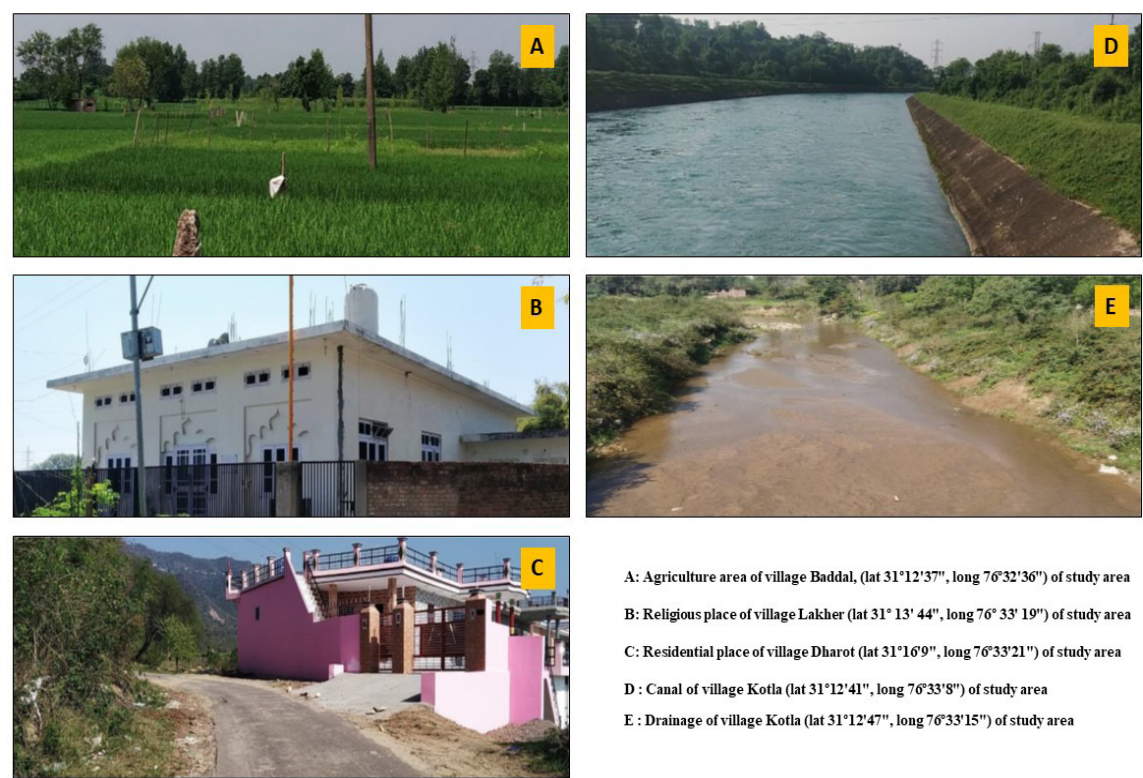 A
D
B
E
C
A: Agriculture area of village Baddal, (lat 31°12'37", long 76°32'36") of study area
B: Religious place of village Lakher (lat 31° 13' 44", long 76° 33' 19") of study area
C: Residential place of village Dharot (lat 31°16'9", long 76°33'21") of study area
D : Canal of village Kotla (lat 31°12'41", long 76°33'8") of study area
E : Drainage of village Kotla (lat 31°12'47", long 76°33'15") of study area